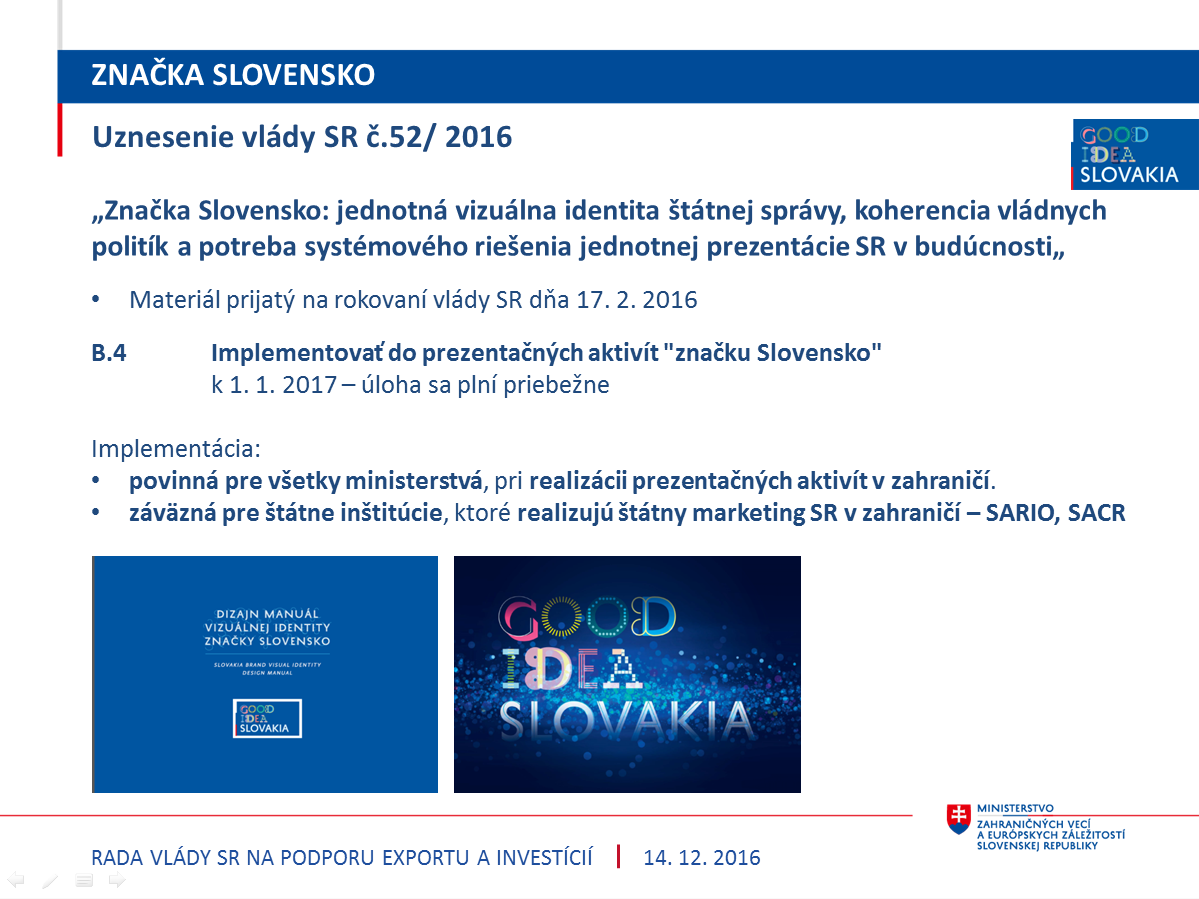 ZNAČKA SLOVENSKO
Uznesenie vlády SR č.52/ 2016
GOOD
IDEA
SLOVAKIA
„Značka Slovensko: jednotná vizuálna identita štátnej správy, koherencia vládnych
politík a potreba systémového riešenia jednotnej prezentácie SR v budúcnosti„
• Materiál prijatý na rokovaní vlády SR dňa 17. 2. 2016
B.4 Implementovať do prezentačných aktivít "značku Slovensko"
k 1. 1. 2017 – úloha sa plní priebežne
Implementácia:
• povinná pre všetky ministerstvá, pri realizácii prezentačných aktivít v zahraničí.
• záväzná pre štátne inštitúcie, ktoré realizujú štátny marketing SR v zahraničí – SARIO, SACR
DIZAJN MANUÁL
VIZUÁLNEJ IDENTITY
ZNAČKY SLOVENSKO
SLOVAKIA BRAND VISUAL IDENTITY
DESIGN MANUAL
GOOD
IDEA
SLOVAKIA
GOOD
IDEA
SLOVAKIA
MINISTERSTVO
ZAHRANIČNÝCH VECÍ
A EURÓPSKYCH ZÁLEŽITOSTÍ
SLOVENSKEJ REPUBLIKY
RADA VLÁDY SR NA PODPORU EXPORTU A INVESTÍCIÍ | 14. 12. 2016